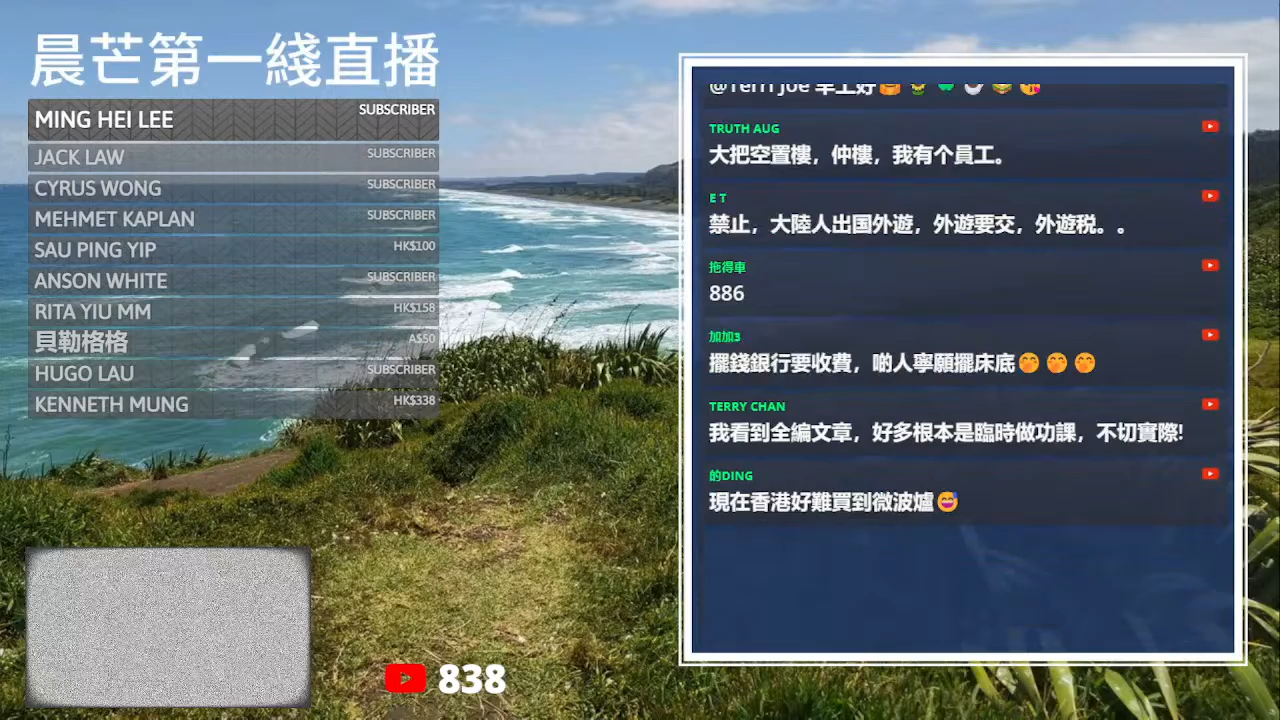 晨芒第一綫直播
MING HEI LEE SUBSCRIBER
JACK LAW SUBSCRIBER
CYRUS WONG SUBSCRIBER
MEHMET KAPLAN SUBSCRIBER
SAU PING YIP HK$100
ANSON WHITE SUBSCRIBER
RITA YIU MM HK$158
貝勒格格 A$50
HUGO LAU SUBSCRIBER
KENNETH MUNG HK$338
838
@Terri Joe 早上好
TRUTH AUG
大把空置樓，仲樓，我有个員工。
E T
禁止，大陸人出国外遊，外遊要交，外遊税。。
拖得車
886
加加3
擺錢銀行要收費，啲人寧願擺床底🤭🤭🤭
TERRY CHAN
我看到全編文章，好多根本是臨時做功課，不切實際!
的DING
現在香港好難買到微波爐😅